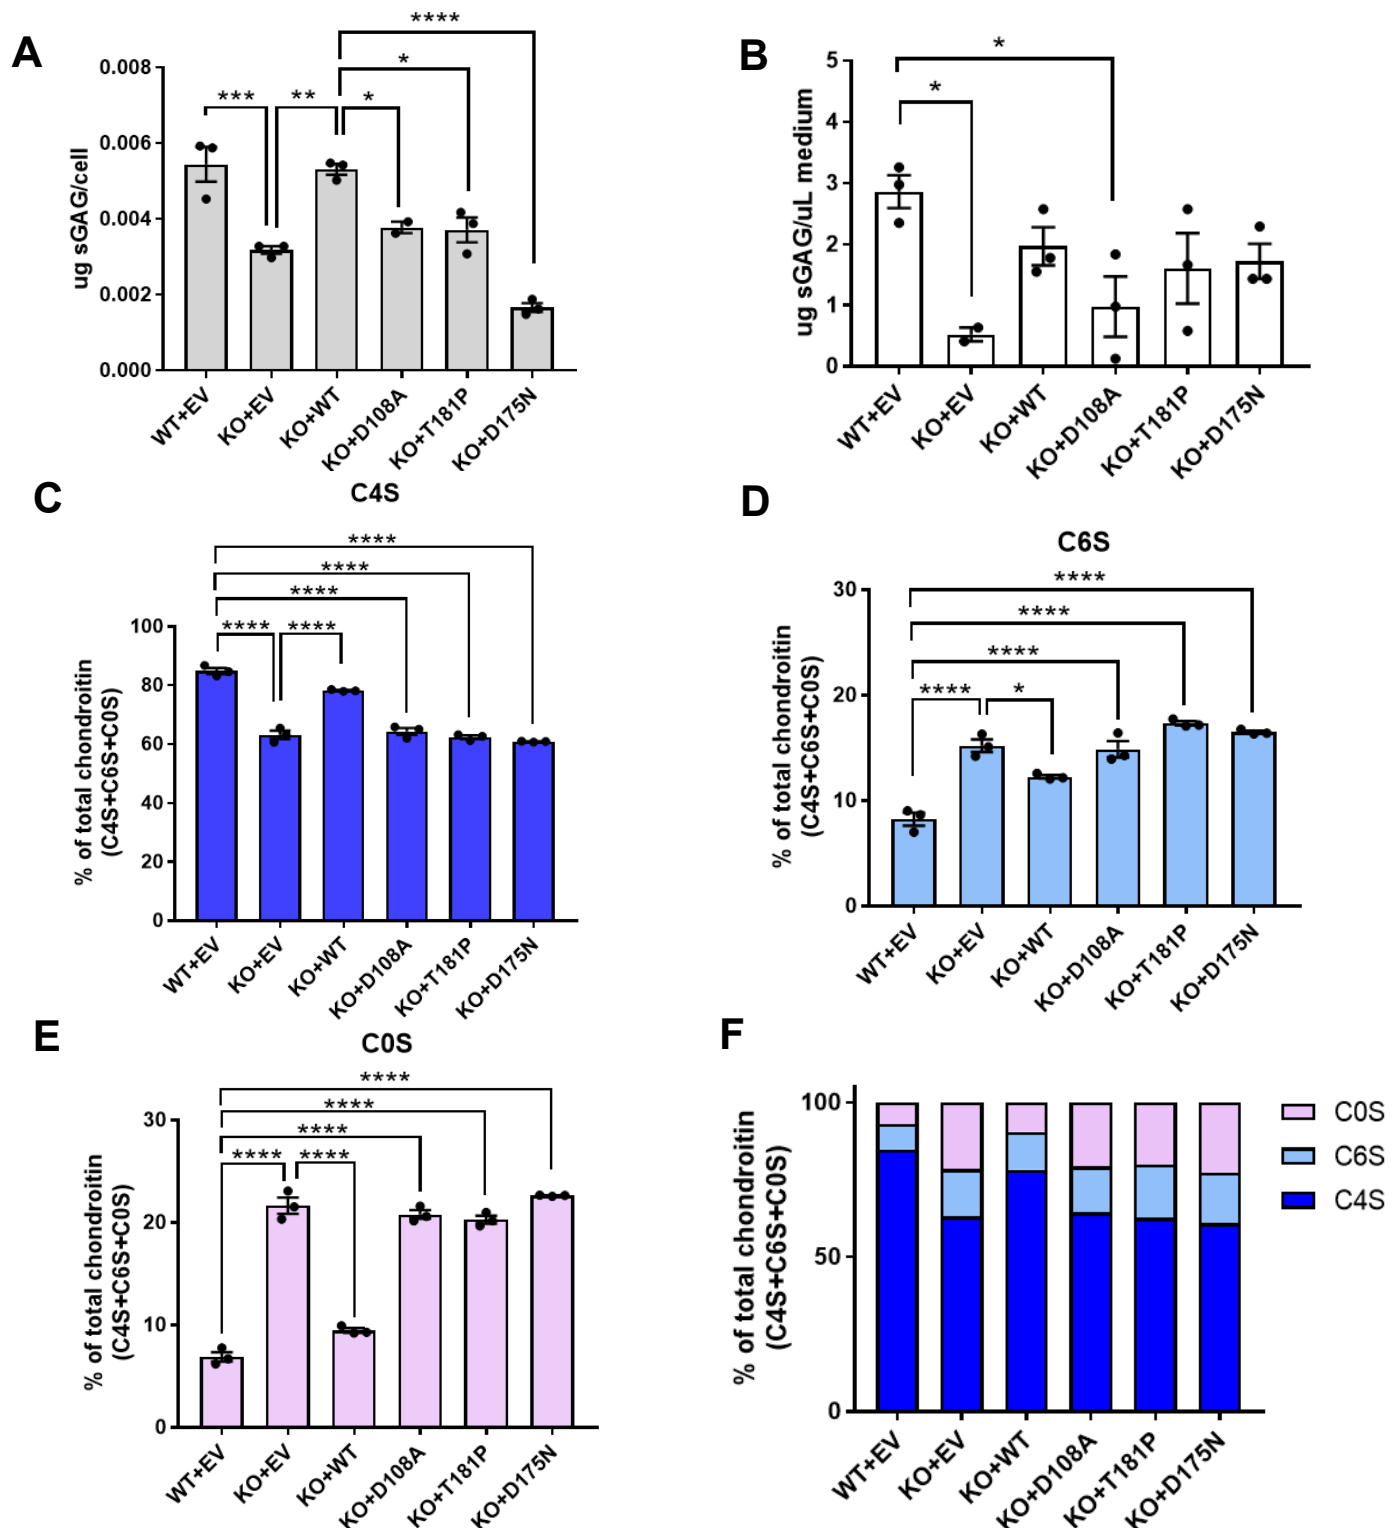 A
ug sGAG/cell
0.008
0.006
0.004
0.002
0.000
***
**
*
*
****
WT+EV
KO+EV
KO+WT
KO+D108A
KO+T181P
KO+D175N
B
ug sGAG/uL medium
5
4
3
2
1
0
*
*
WT+EV
KO+EV
KO+WT
KO+D108A
KO+T181P
KO+D175N
C
C4S
% of total chondroitin
(C4S+C6S+C0S)
100
80
60
40
20
0
****
****
****
****
****
WT+EV
KO+EV
KO+WT
KO+D108A
KO+T181P
KO+D175N
D
C6S
% of total chondroitin
(C4S+C6S+C0S)
30
20
10
0
****
****
****
****
*
WT+EV
KO+EV
KO+WT
KO+D108A
KO+T181P
KO+D175N
E
C0S
% of total chondroitin
(C4S+C6S+C0S)
30
20
10
0
****
****
****
****
****
WT+EV
KO+EV
KO+WT
KO+D108A
KO+T181P
KO+D175N
F
% of total chondroitin
(C4S+C6S+C0S)
100
50
0
WT+EV
KO+EV
KO+WT
KO+D108A
KO+T181P
KO+D175N
C0S
C6S
C4S